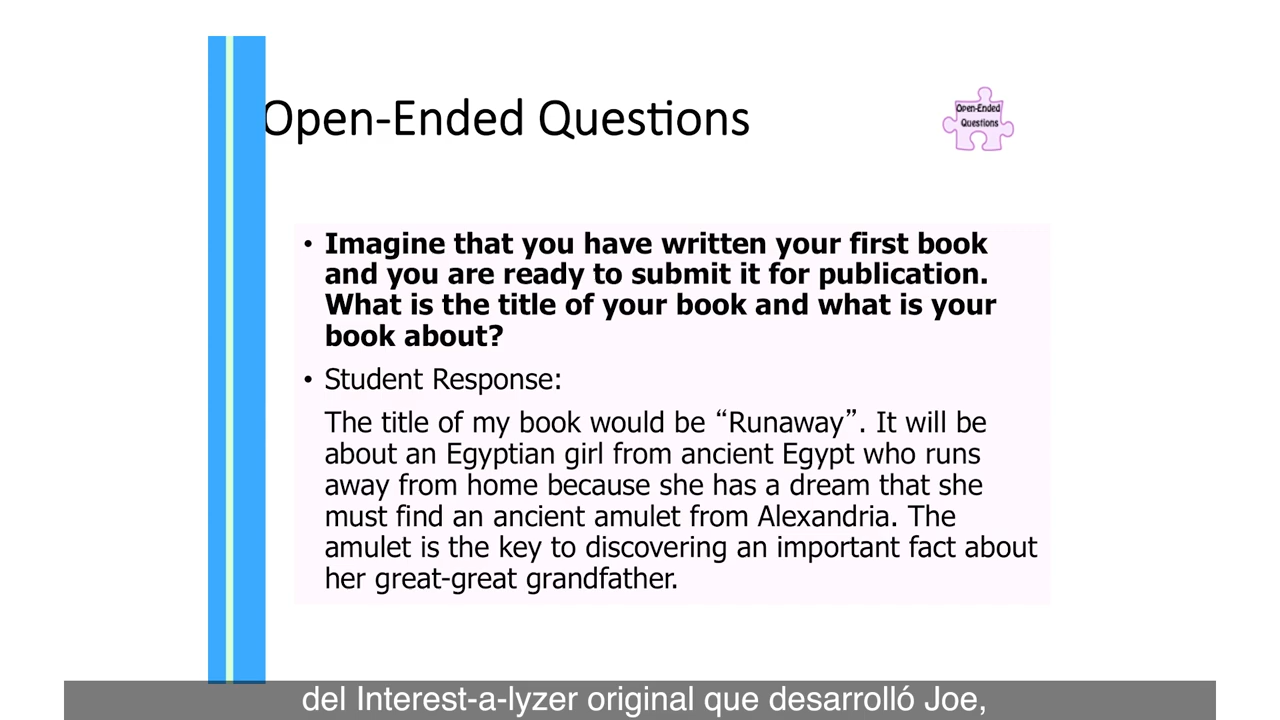 Open-Ended Questions
Open-Ended
Questions
• Imagine that you have written your first book
and you are ready to submit it for publication.
What is the title of your book and what is your
book about?
• Student Response:
The title of my book would be “Runaway”. It will be
about an Egyptian girl from ancient Egypt who runs
away from home because she has a dream that she
must find an ancient amulet from Alexandria. The
amulet is the key to discovering an important fact about
her great-great grandfather.
del Interest-a-lyzer original que desarrolló Joe,